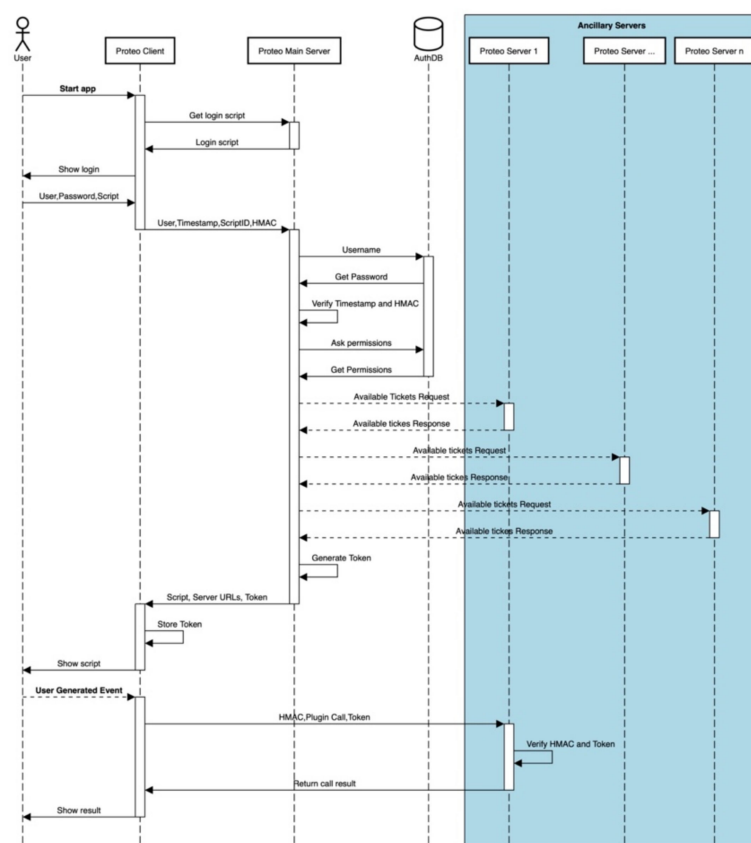 Ancillary Servers
User
Proteo Client
Proteo Main Server
AuthDB
Proteo Server 1
Proteo Server ...
Proteo Server n
Start app
Get login script
Login script
Show login
User,Password,Script
User,Timestamp,ScriptID,HMAC
Username
Get Password
Verify Timestamp and HMAC
Ask permissions
Get Permissions
Available Tickets Request
Available tickes Response
Available tickets Request
Available tickes Response
Available tickets Request
Available tickes Response
Generate Token
Script, Server URLs, Token
Store Token
Show script
User Generated Event
HMAC,Plugin Call,Token
Verify HMAC and Token
Return call result
Show result